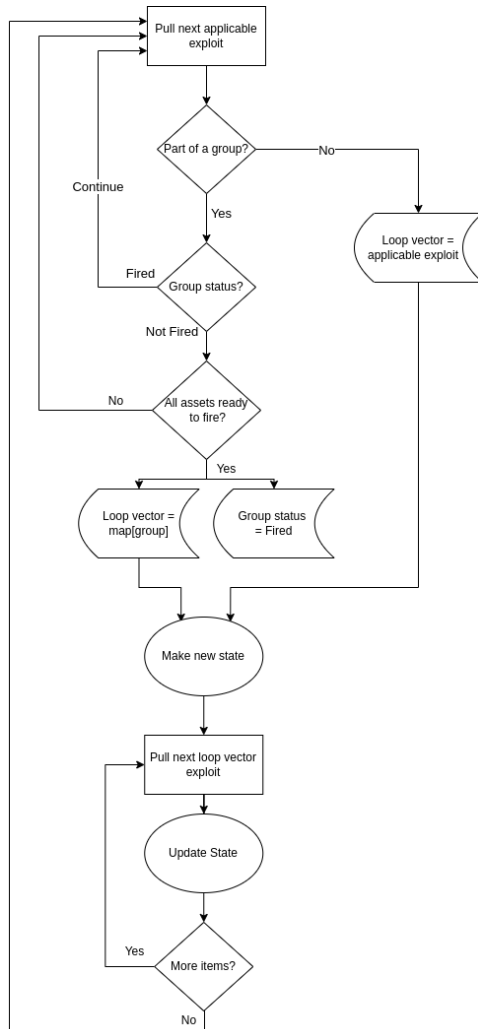 Pull next applicable
exploit
Part of a group?
No
Continue
Yes
Loop vector =
applicable exploit
Fired
Group status?
Not Fired
All assets ready
to fire?
No
Yes
Loop vector =
map[group]
Group status
= Fired
Make new state
Pull next loop vector
exploit
Update State
Yes
More items?
No